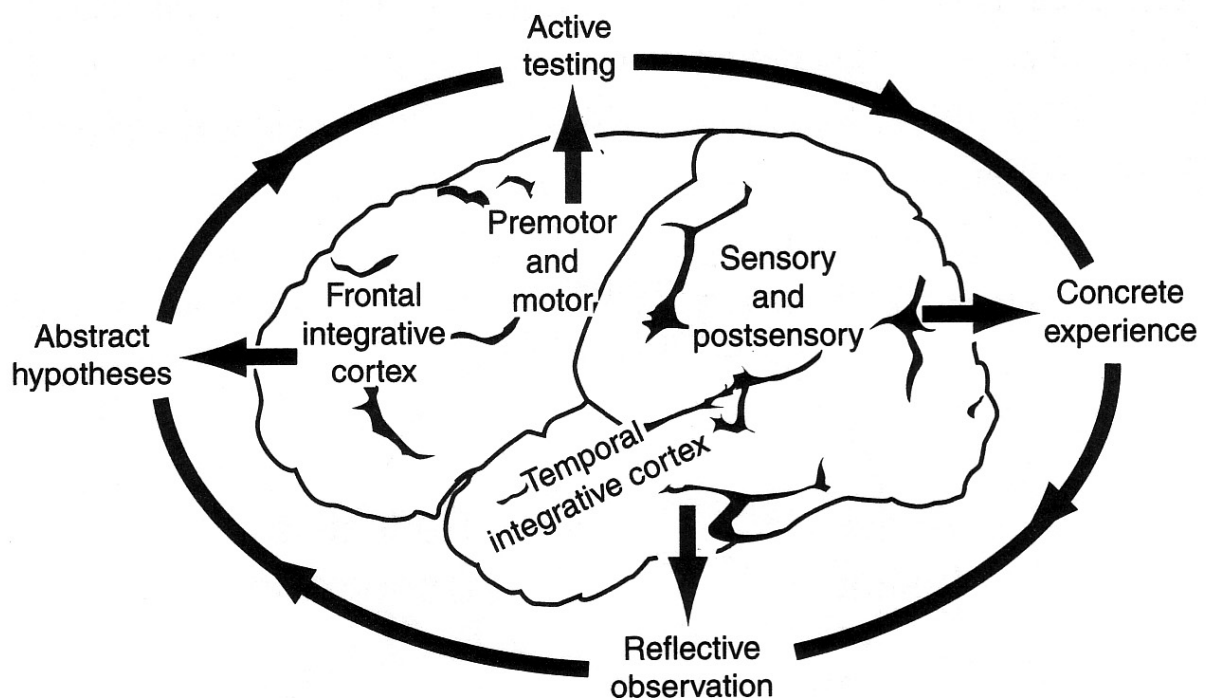 Active
testing
Premotor
and
motor
Sensory
and
postsensory
Concrete
experience
Frontal
integrative
cortex
Abstract
hypotheses
Temporal
integrative cortex
Reflective
observation